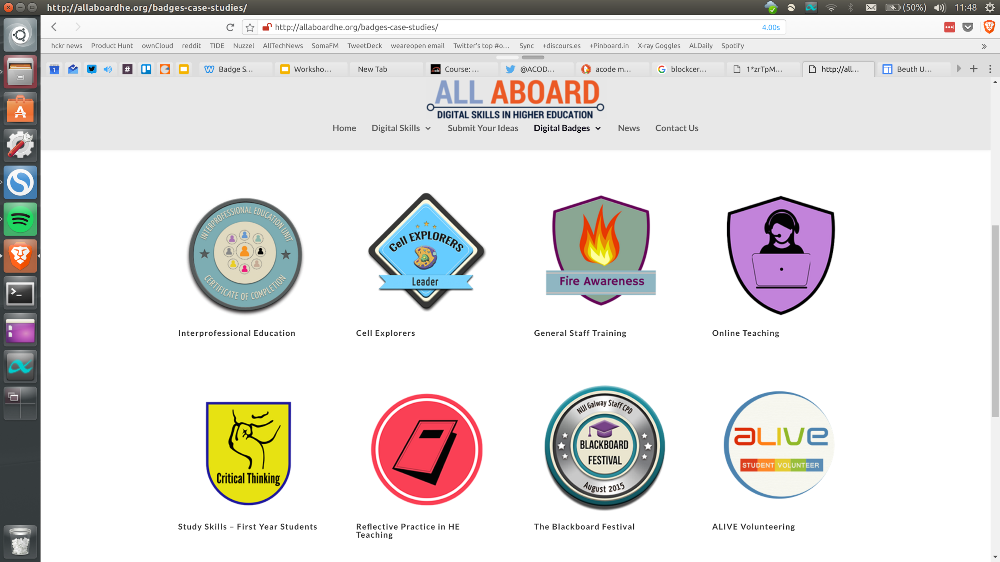 http://allaboardhe.org/badges-case-studies/
(50%)
11:48
http://allaboardhe.org/badges-case-studies/
4.00s
hckr news
Product Hunt
ownCloud
reddit
TIDE
Nuzzel
AllTechNews
SomaFM
TweetDeck
weareopen email
Twitter's top #o...
Sync
+discours.es
+Pinboard.in
X-ray Goggles
ALDaily
Spotify
»
1
#
Badge S...
Worksho...
New Tab
Course: ...
@ACOD...
acode m...
blockcer...
1*zrTpM...
http://all...
Beuth U...
ALL ABOARD
DIGITAL SKILLS IN HIGHER EDUCATION
Home
Digital Skills
Submit Your Ideas
Digital Badges
News
Contact Us
INTERPROFESSIONAL EDUCATION UNIT
CERTIFICATE OF COMPLETION
Cell EXPLORERS
Leader
Fire Awareness
Interprofessional Education
Cell Explorers
General Staff Training
Online Teaching
Critical Thinking
NUI Galway Staff CPD
BLACKBOARD
FESTIVAL
August 2015
aLIVe
STUDENT VOLUNTEER
Study Skills – First Year Students
Reflective Practice in HE
Teaching
The Blackboard Festival
ALIVE Volunteering